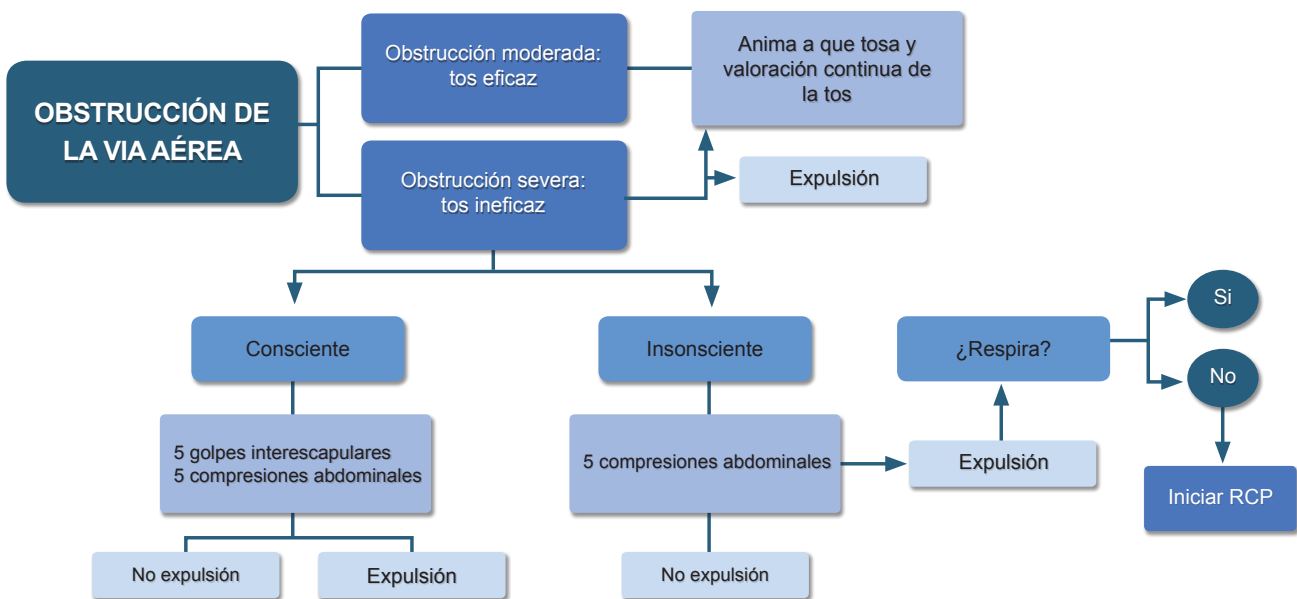 OBSTRUCCIÓN DE
LA VIA AÉREA
Obstrucción moderada:
tos eficaz
Anima a que tosa y
valoración continua de
la tos
Obstrucción severa:
tos ineficaz
Expulsión
Consciente
Insonsciente
¿Respira?
Si
No
5 golpes interescapulares
5 compresiones abdominales
5 compresiones abdominales
Expulsión
Iniciar RCP
No expulsión
Expulsión
No expulsión